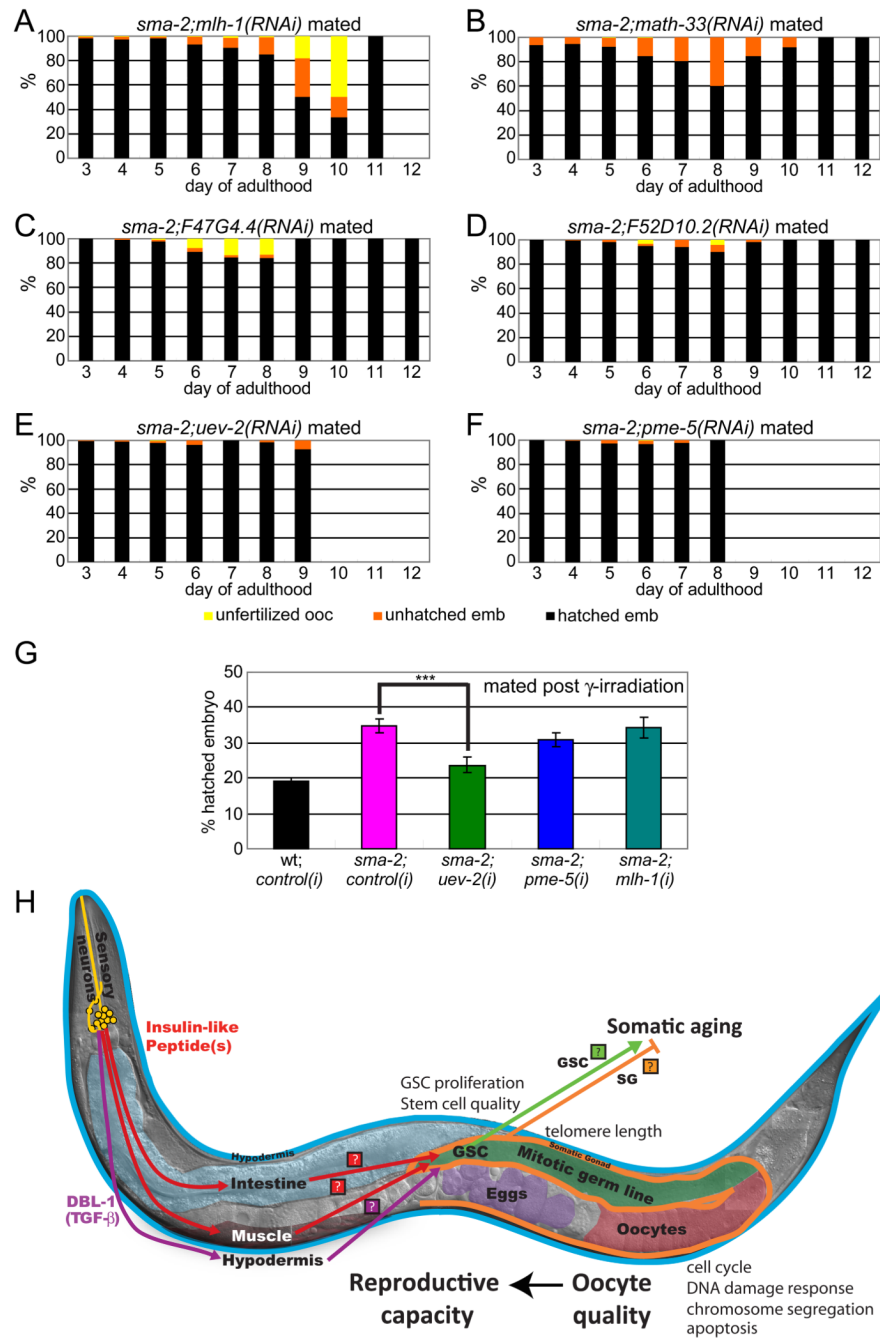 A
sma-2;mlh-1(RNAi) mated
100
80
60
40
20
0
%
3 4 5 6 7 8 9 10 11 12
day of adulthood
B
sma-2;math-33(RNAi) mated
100
80
60
40
20
0
%
3 4 5 6 7 8 9 10 11 12
day of adulthood
C
sma-2;F47G4.4(RNAi) mated
100
80
60
40
20
0
%
3 4 5 6 7 8 9 10 11 12
day of adulthood
D
sma-2;F52D10.2(RNAi) mated
100
80
60
40
20
0
%
3 4 5 6 7 8 9 10 11 12
day of adulthood
E
sma-2;uev-2(RNAi) mated
100
80
60
40
20
0
%
3 4 5 6 7 8 9 10 11 12
day of adulthood
F
sma-2;pme-5(RNAi) mated
100
80
60
40
20
0
%
3 4 5 6 7 8 9 10 11 12
day of adulthood
unfertilized ooc
unhatched emb
hatched emb
G
50
40
30
20
10
0
% hatched embryo
***
mated post γ-irradiation
wt;
control(i)
sma-2;
control(i)
sma-2;
uev-2(i)
sma-2;
pme-5(i)
sma-2;
mlh-1(i)
H
Sensory
neurons
Insulin-like
Peptide(s)
Somatic aging
GSC
?
SG
?
GSC proliferation
Stem cell quality
telomere length
Hypodermis
Somatic Gonad
GSC
Mitotic germ line
?
Intestine
?
Eggs
?
Oocytes
DBL-1
(TGF-β)
Muscle
Hypodermis
Reproductive
capacity
Oocyte
quality
cell cycle
DNA damage response
chromosome segregation
apoptosis